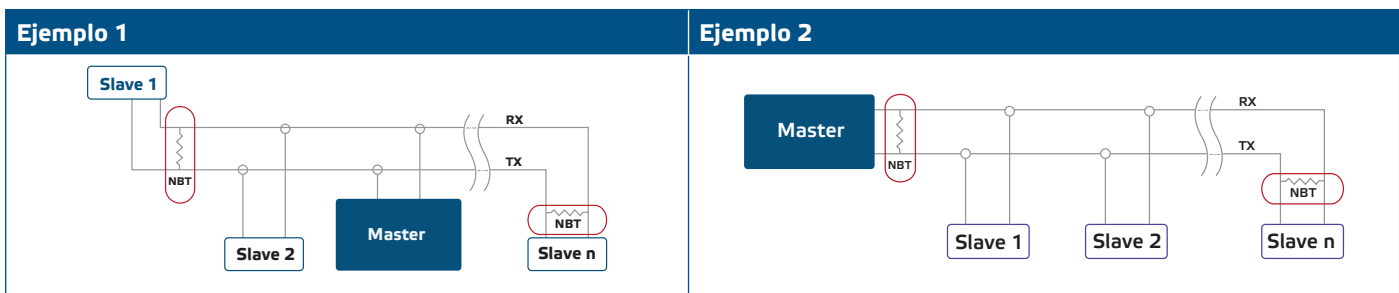 Ejemplo 1
Slave 1
RX
TX
NBT
NBT
Slave 2
Master
Slave n
Ejemplo 2
Master
RX
TX
NBT
NBT
Slave 1
Slave 2
Slave n